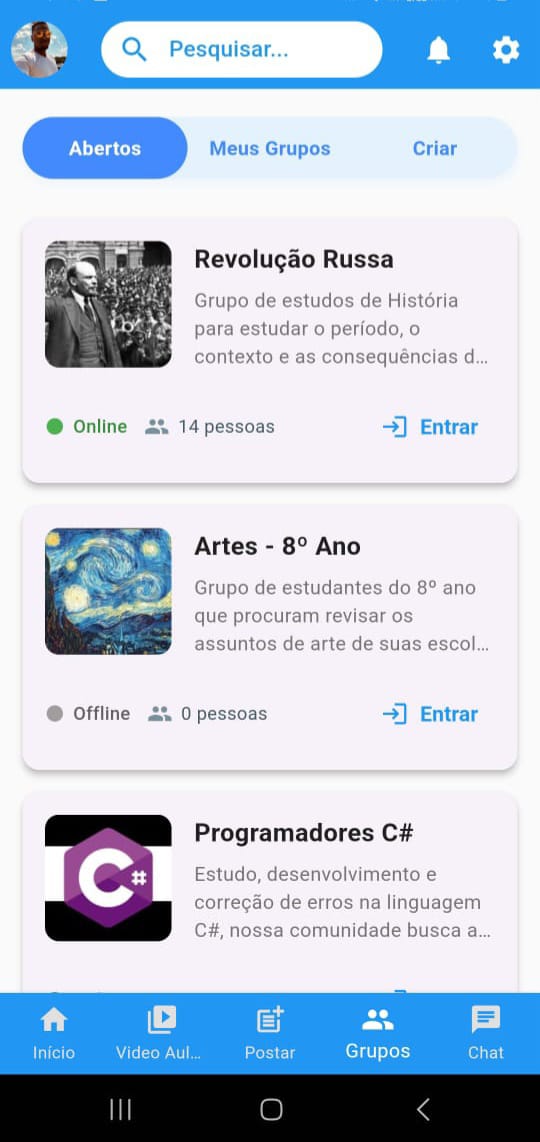 Pesquisar...
Abertos
Meus Grupos
Criar
Revolução Russa
Grupo de estudos de História
para estudar o período, o
contexto e as consequências d...
Online
14 pessoas
Entrar
Artes - 8º Ano
Grupo de estudantes do 8º ano
que procuram revisar os
assuntos de arte de suas escol...
Offline
0 pessoas
Entrar
C#
Programadores C#
Estudo, desenvolvimento e
correção de erros na linguagem
C#, nossa comunidade busca a...
Início
Video Aul...
Postar
Grupos
Chat